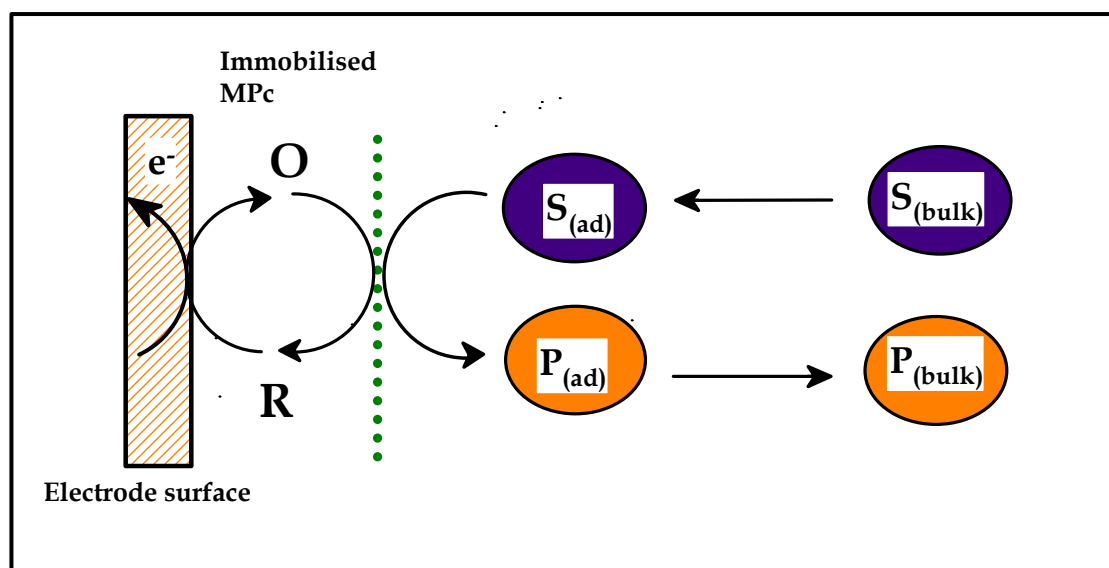 Immobilised
MPc
e-
O
S(ad)
S(bulk)
P(ad)
P(bulk)
R
Electrode surface